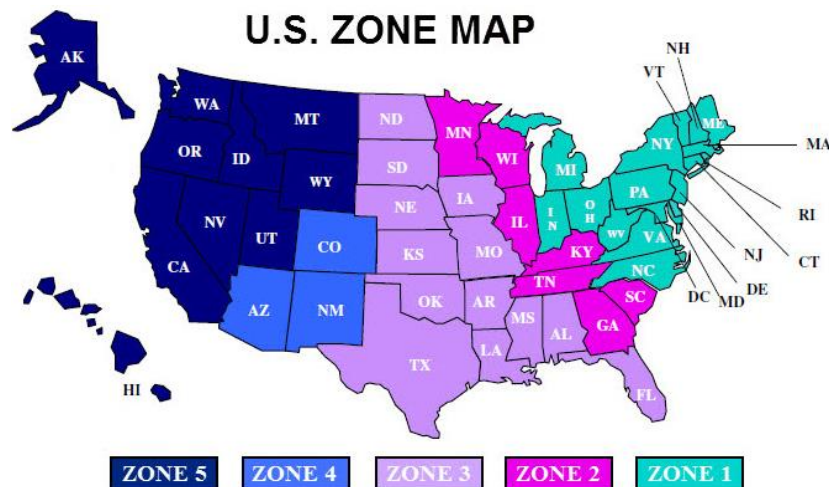 U.S. ZONE MAP
AK
NH
VT
WA
MT
ND
MN
ME
MA
OR
ID
SD
WI
NY
MI
WY
RI
NE
IA
PA
NV
UT
CO
IL
IN
OH
NJ
CT
CA
KS
MO
WV
VA
KY
DE
MD
DC
NC
TN
AZ
NM
OK
AR
SC
MS
AL
GA
HI
TX
LA
FL
ZONE 5
ZONE 4
ZONE 3
ZONE 2
ZONE 1